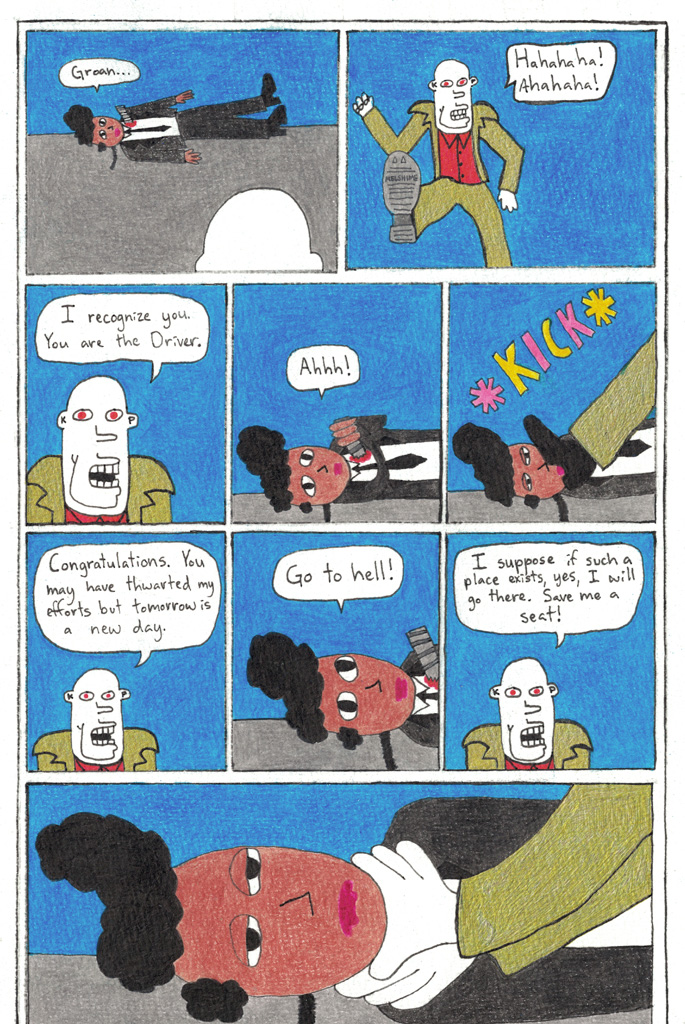 Groan...
Hahahaha!
Ahahaha!
I recognize you.
You are the Driver.
K P
Ahhh!
*KICK*
Congratulations. You
may have thwarted my
efforts but tomorrow is
a new day.
K P
Go to hell!
I suppose if such a
place exists, yes, I will
go there. Save me a
seat!
K P